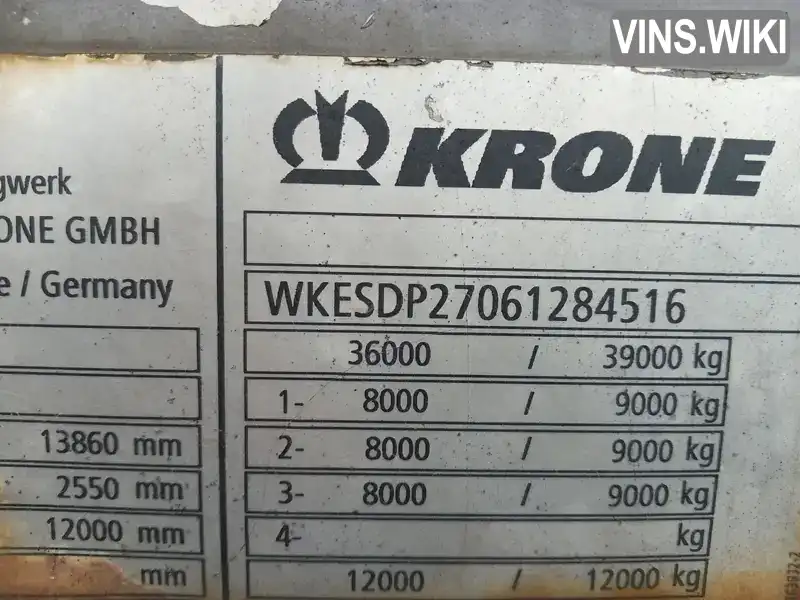 VINS.WIKI
KRONE
gwerk
ONE GMBH
e / Germany
WKESDP27061284516
36000 / 39000 kg
1- 8000 / 9000 kg
13860 mm
2- 8000 / 9000 kg
2550 mm
3- 8000 / 9000 kg
12000 mm
4- kg
mm
12000 / 12000 kg